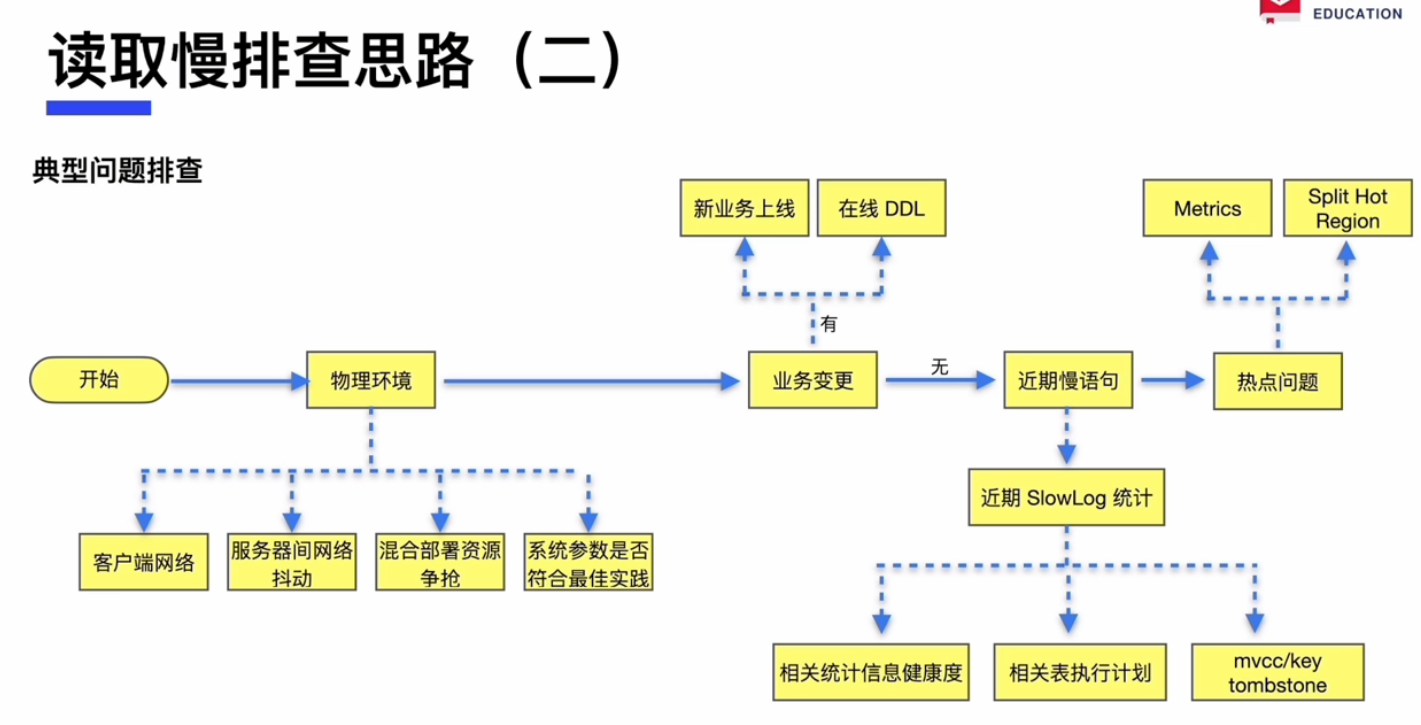 EDUCATION
读取慢排查思路（二）
典型问题排查
新业务上线
在线 DDL
Metrics
Split Hot
Region
有
开始
物理环境
业务变更
无
近期慢语句
热点问题
近期 SlowLog 统计
客户端网络
服务器间网络
抖动
混合部署资源
争抢
系统参数是否
符合最佳实践
相关统计信息健康度
相关表执行计划
mvcc/key
tombstone